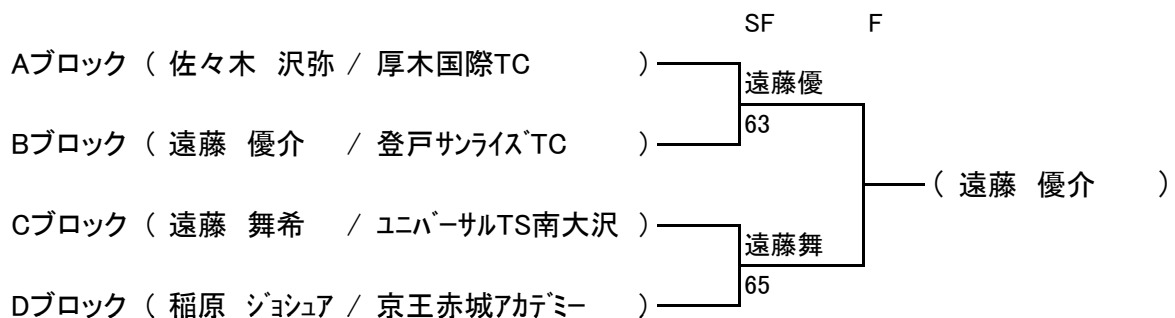 SF F
Aブロック ( 佐々木 沢弥 / 厚木国際TC )
遠藤優
63
Bブロック ( 遠藤 優介 / 登戸サンライズTC )
( 遠藤 優介 )
Cブロック ( 遠藤 舞希 / ユニバーサルTS南大沢 )
遠藤舞
65
Dブロック ( 稲原 ジョシュア / 京王赤城アカデミー )